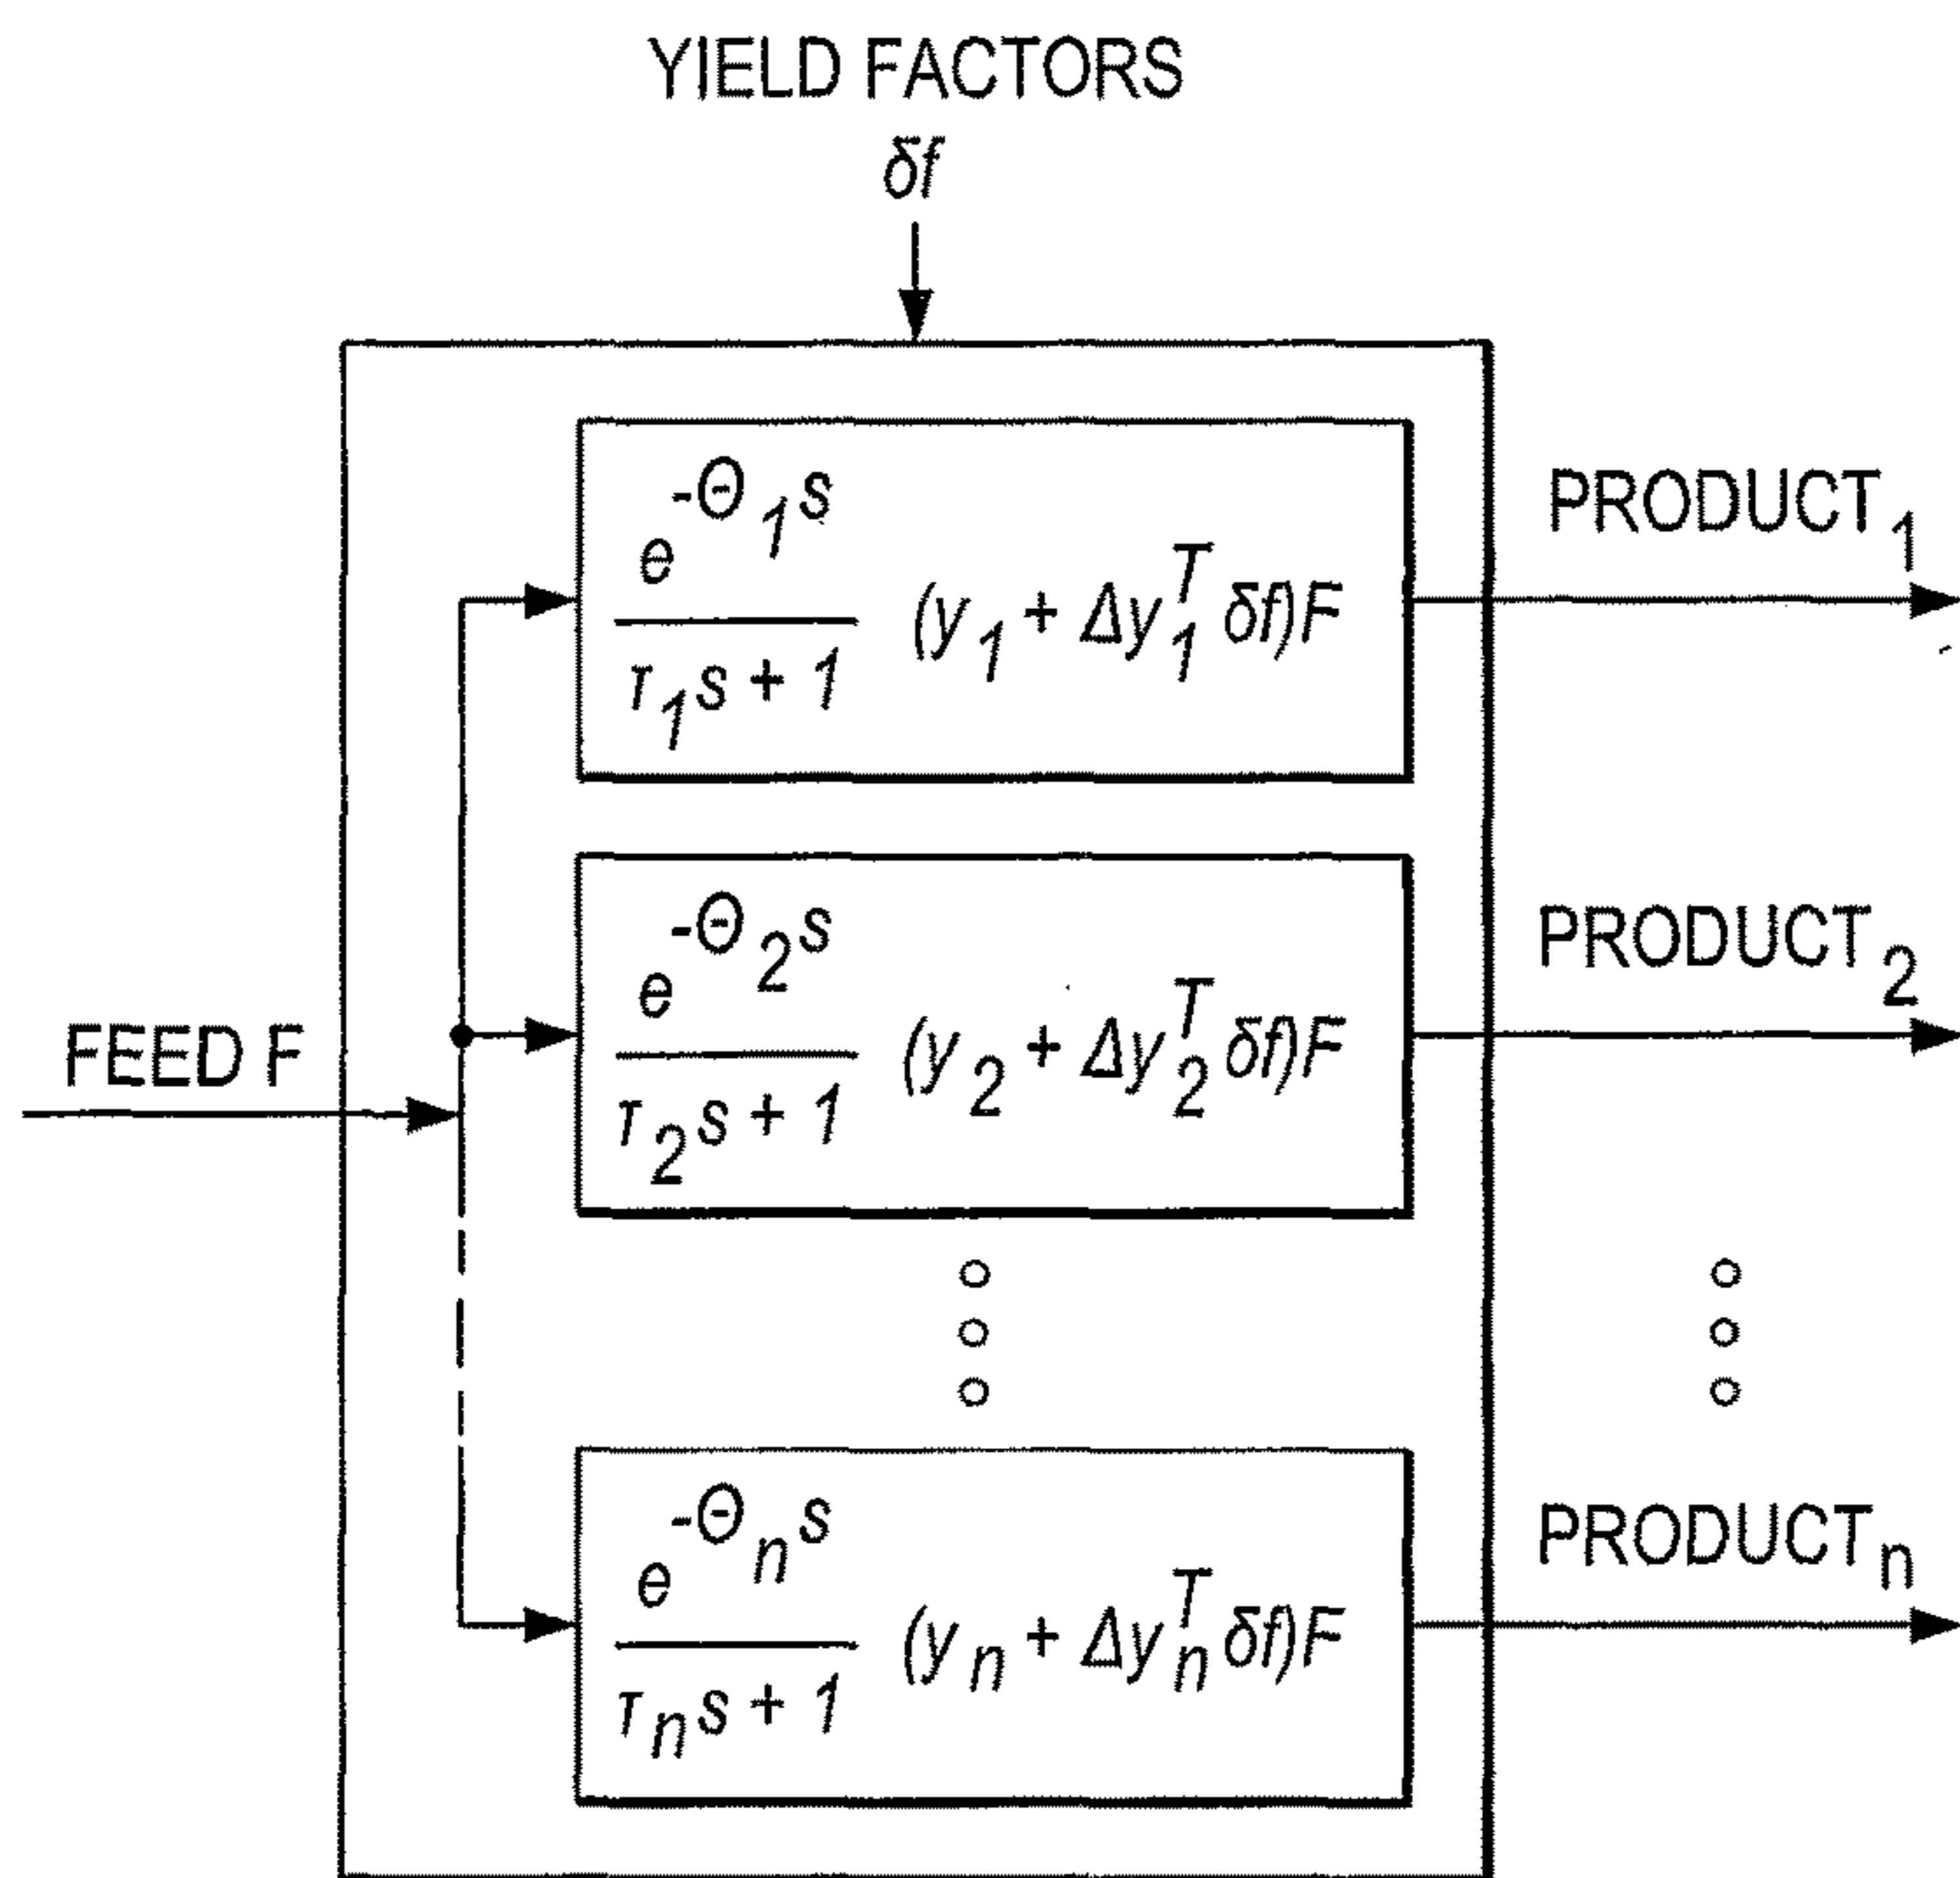 YIELD FACTORS
δf
e^{-Θ_1 s} / (τ_1 s + 1) (y_1 + Δy_1^T δf)F
PRODUCT_1
FEED F
e^{-Θ_2 s} / (τ_2 s + 1) (y_2 + Δy_2^T δf)F
PRODUCT_2
e^{-Θ_n s} / (τ_n s + 1) (y_n + Δy_n^T δf)F
PRODUCT_n